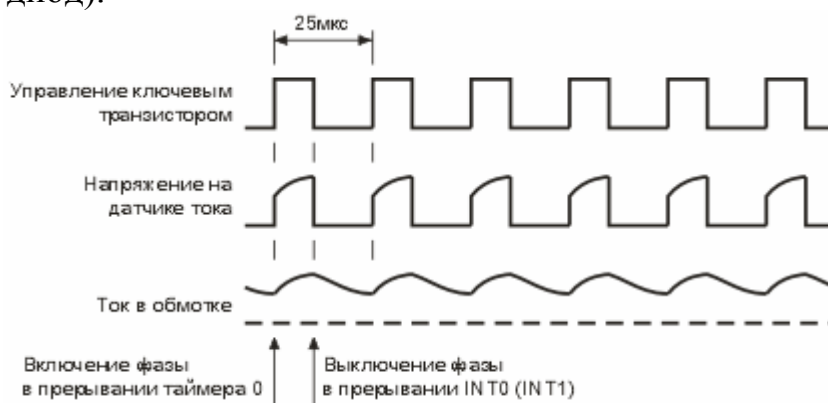 диод).
25мкс
Управление ключевым
транзистором
Напряжение на
датчике тока
Ток в обмотке
Включение фазы
в прерывании таймера 0
Выключение фазы
в прерывании INT0 (INT1)